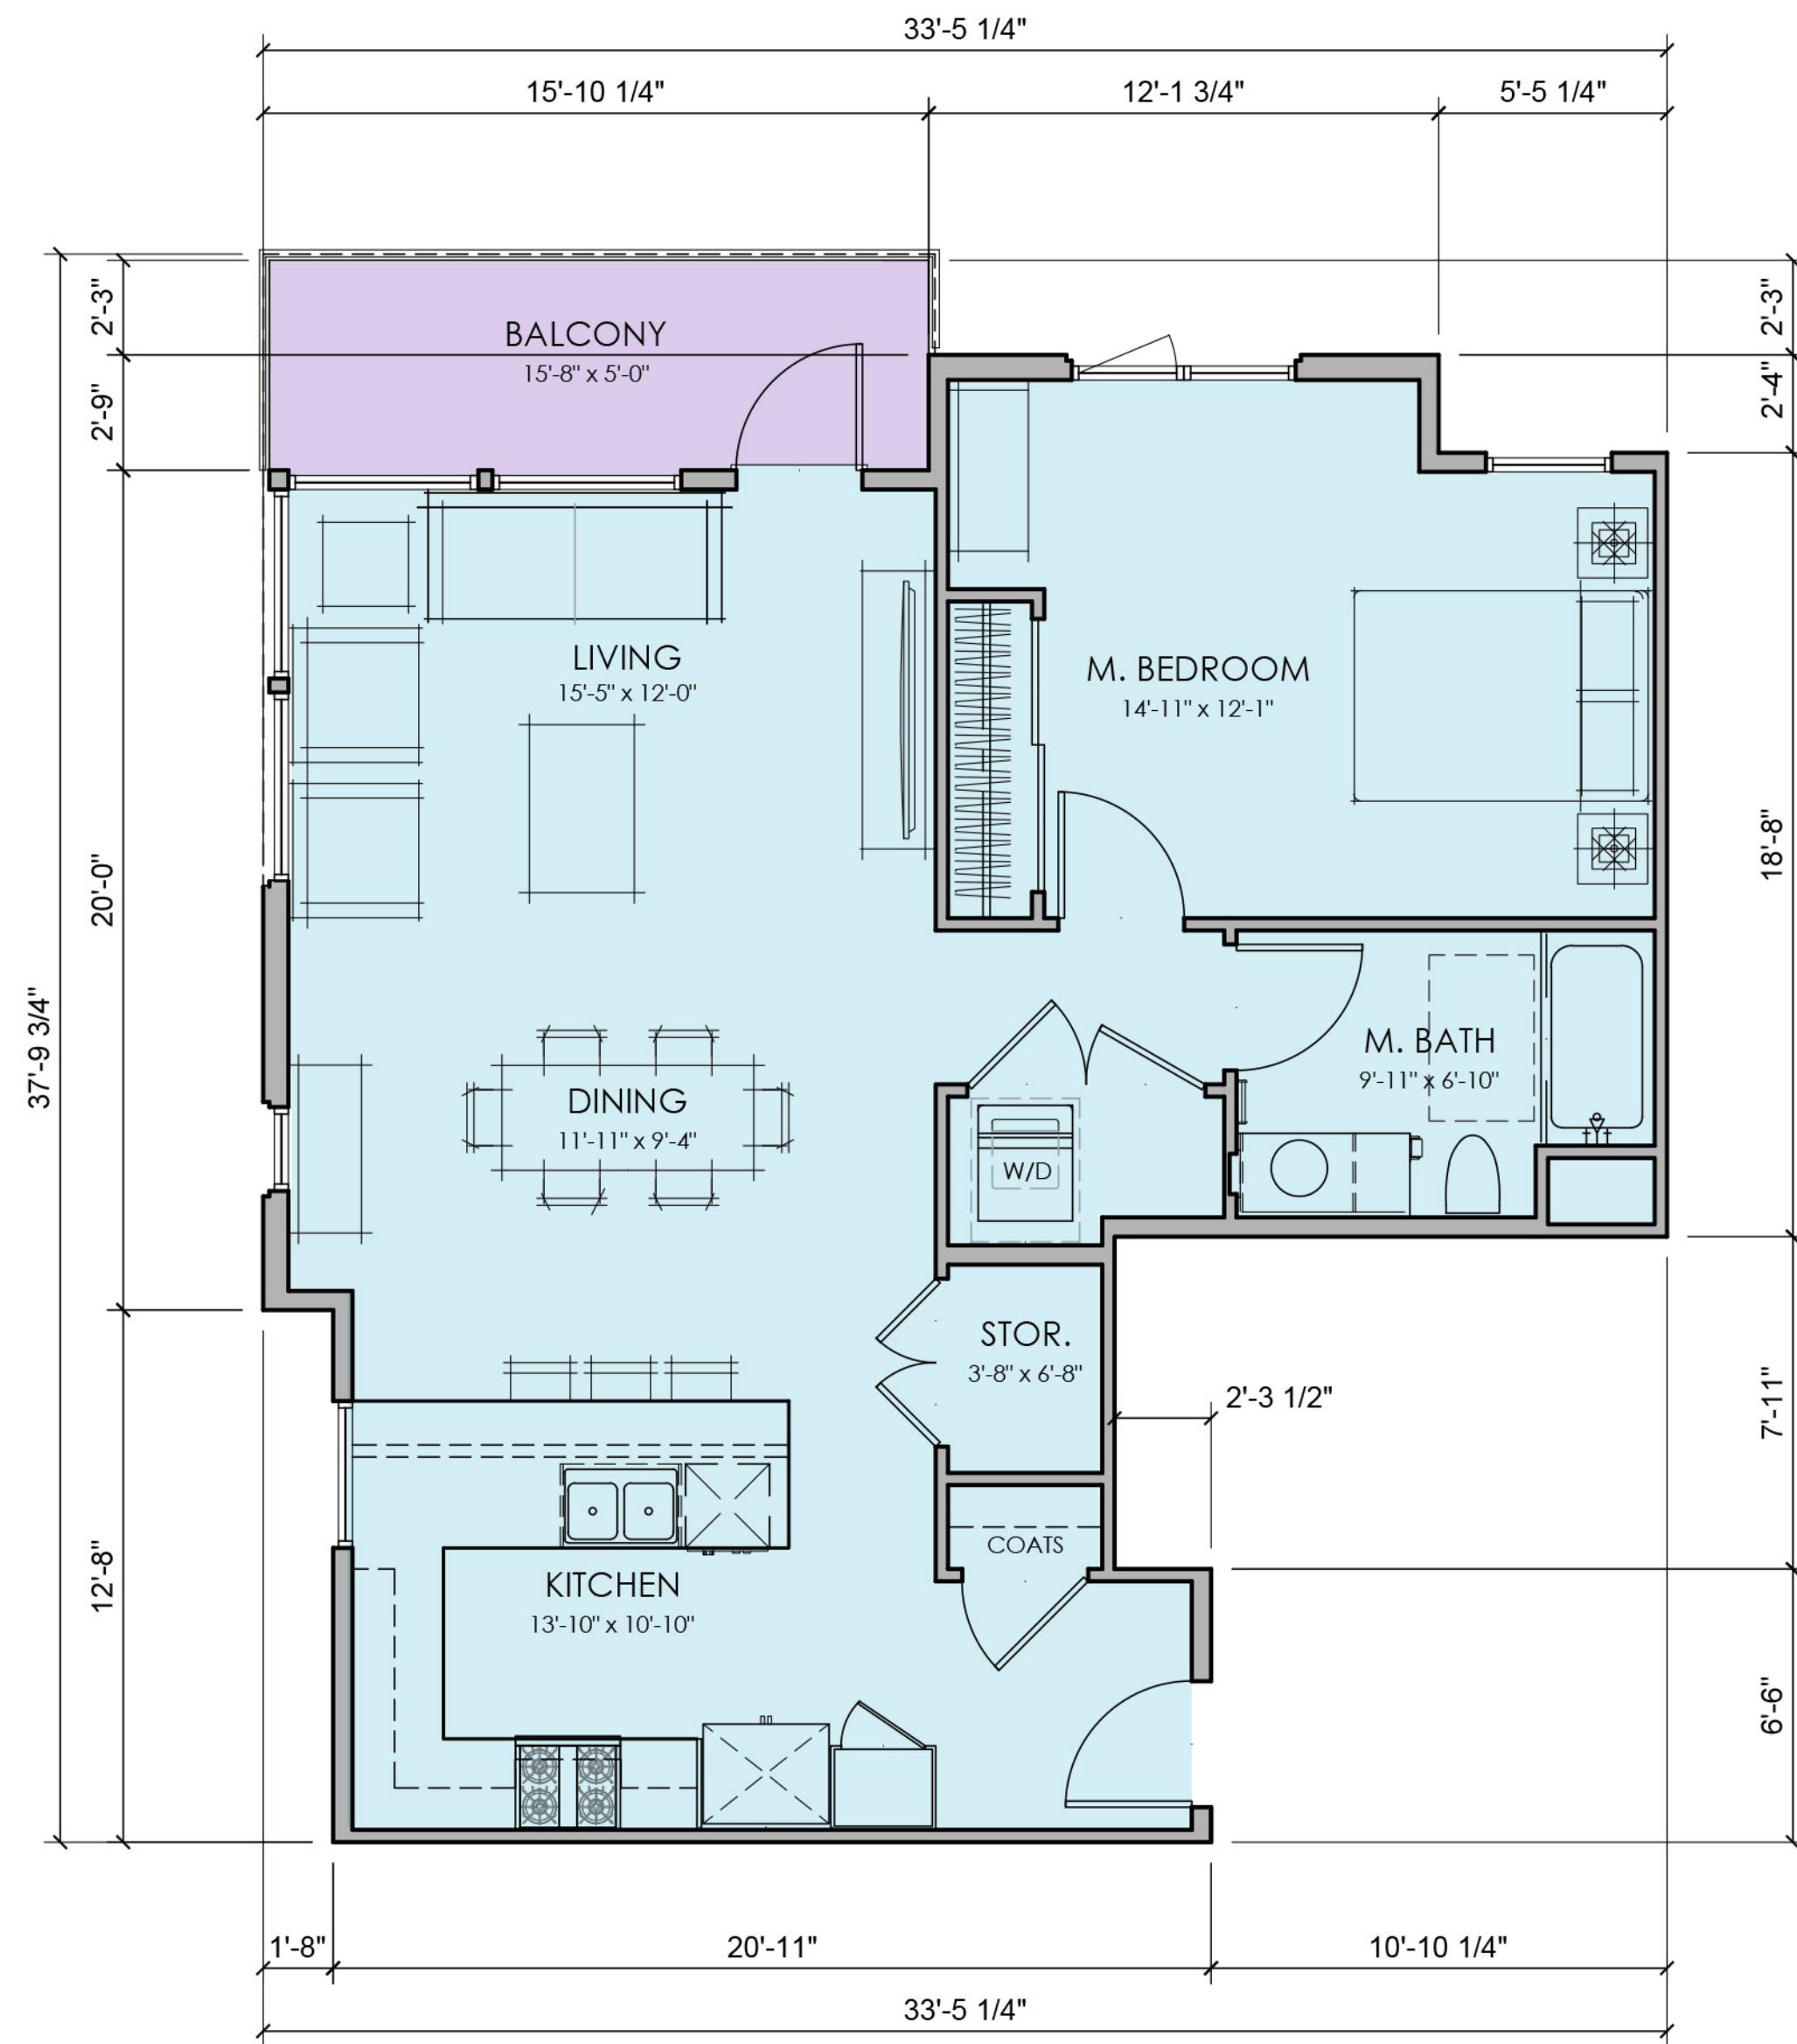 33'-5 1/4"
15'-10 1/4"
12'-1 3/4"
5'-5 1/4"
2'-3"
2'-3"
BALCONY
15'-8" x 5'-0"
2'-9"
2'-4"
LIVING
15'-5" x 12'-0"
M. BEDROOM
14'-11" x 12'-1"
20'-0"
18'-8"
37'-9 3/4"
DINING
11'-11" x 9'-4"
M. BATH
9'-11" x 6'-10"
W/D
STOR.
3'-8" x 6'-8"
2'-3 1/2"
7'-11"
COATS
12'-8"
KITCHEN
13'-10" x 10'-10"
6'-6"
1'-8"
20'-11"
10'-10 1/4"
33'-5 1/4"